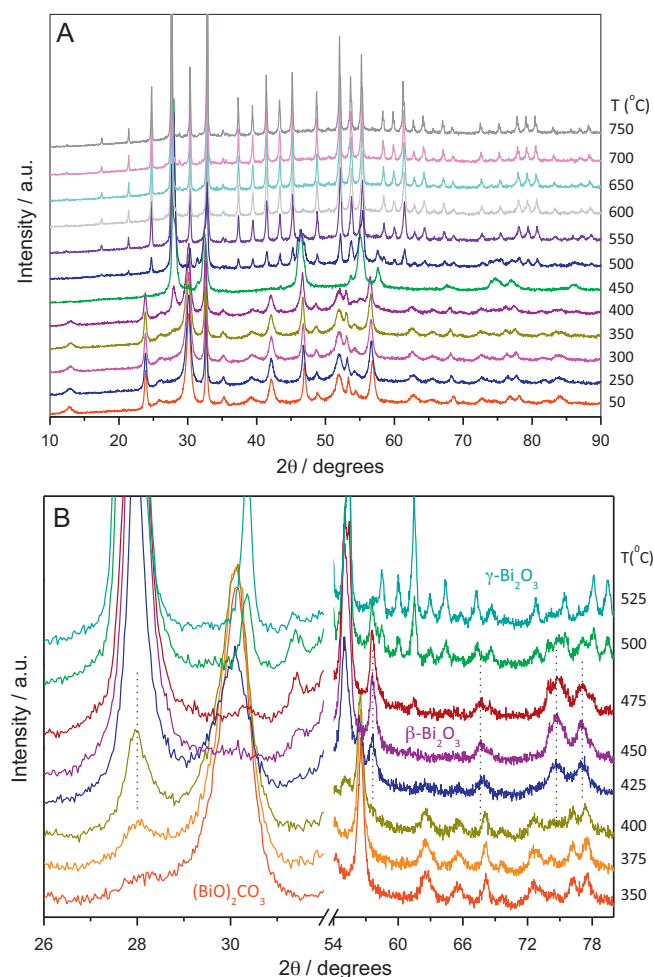 A
T (°C)
750
700
650
600
550
500
450
400
350
300
250
50
Intensity / a.u.
10 20 30 40 50 60 70 80 90
2θ / degrees
B
T(°C)
γ-Bi₂O₃
525
500
475
β-Bi₂O₃
450
425
400
375
(BiO)₂CO₃
350
Intensity / a.u.
26 28 30 54 60 66 72 78
2θ / degrees